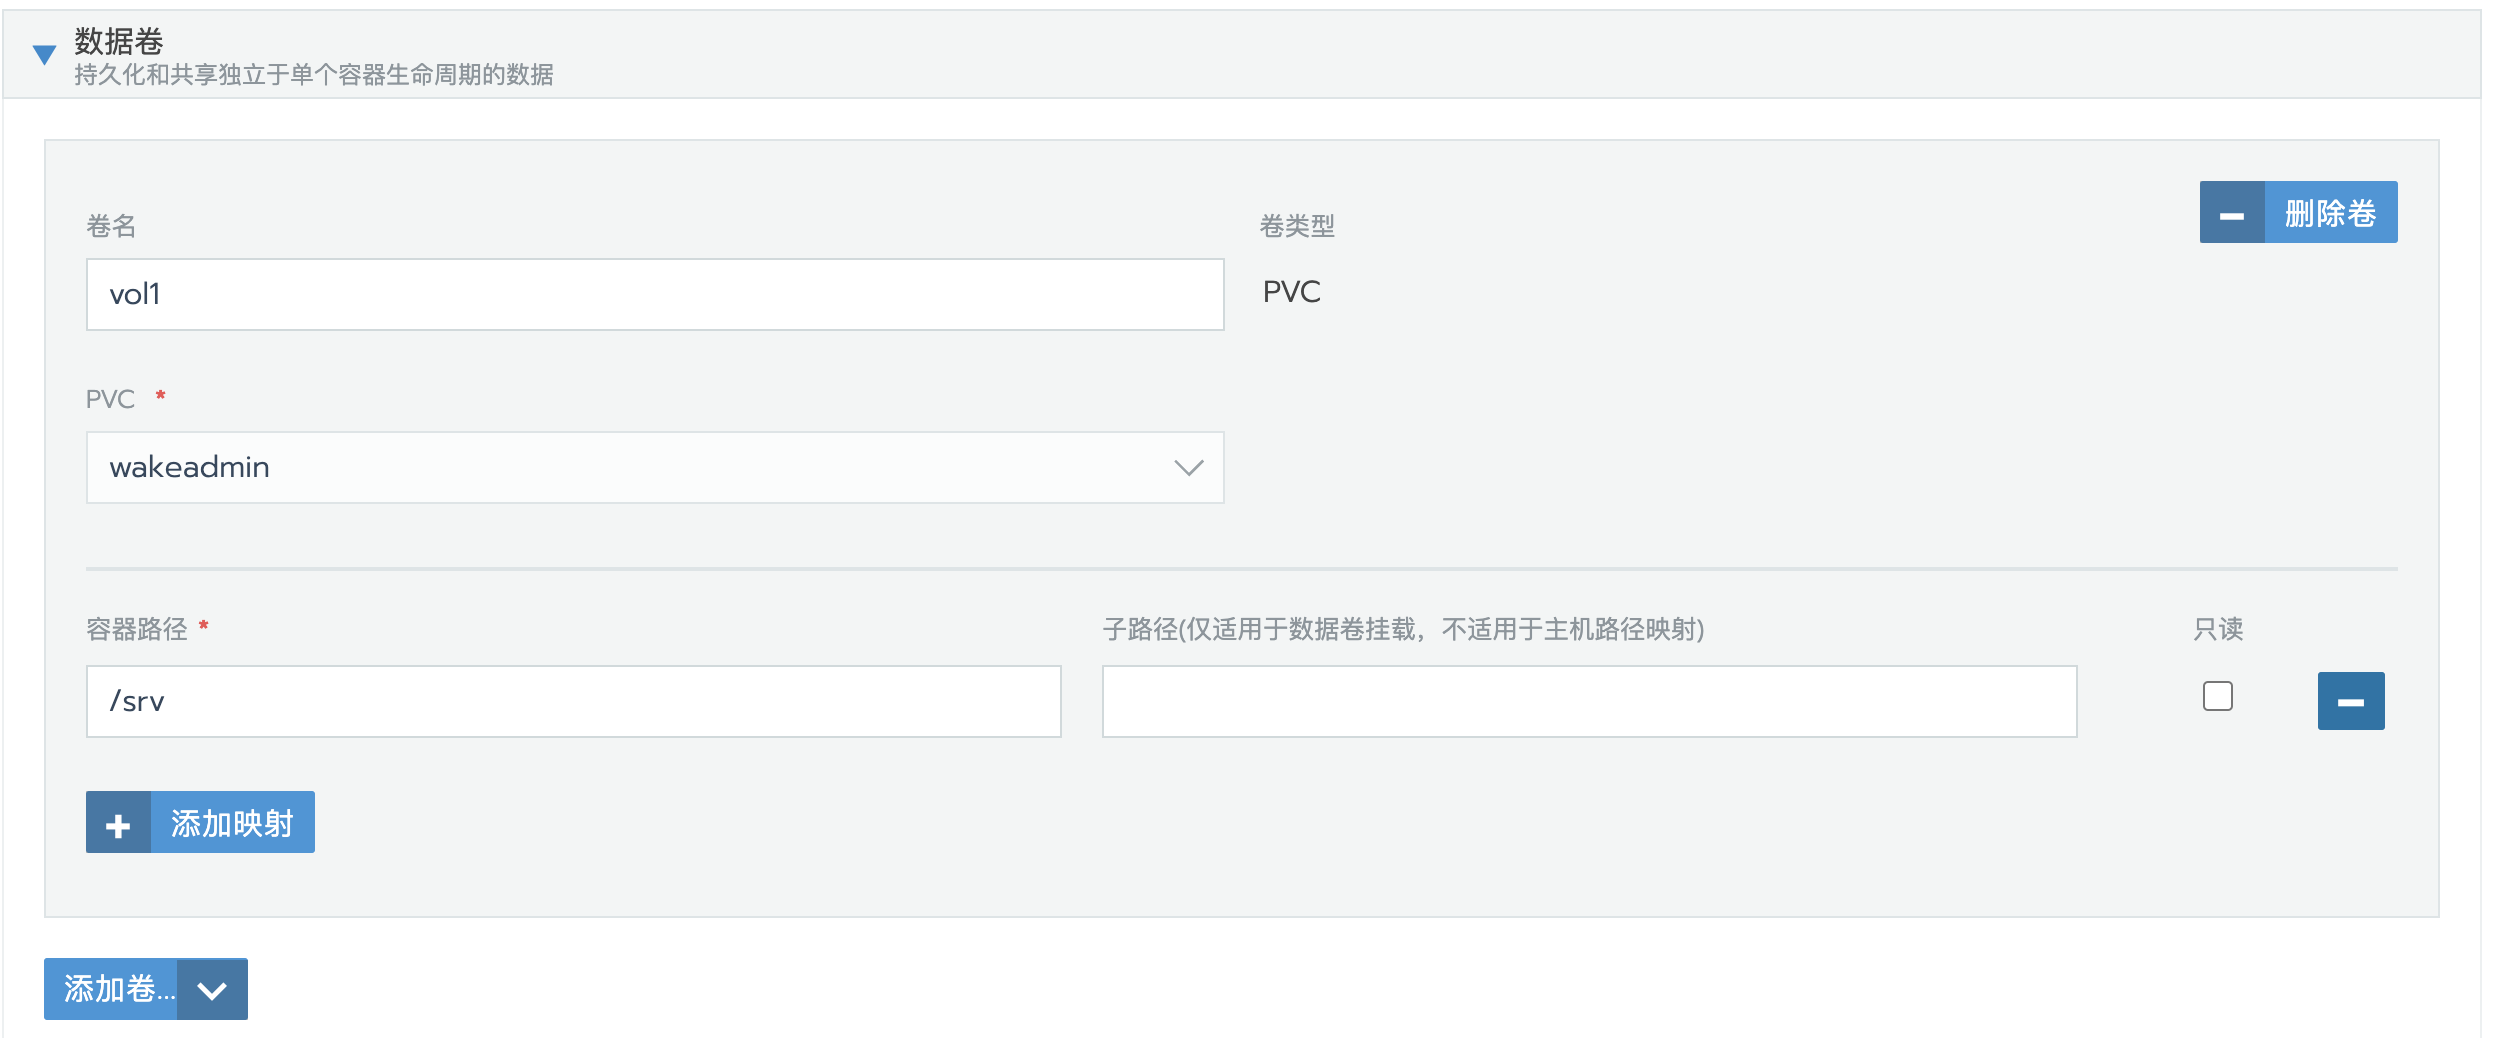 数据卷
持久化和共享独立于单个容器生命周期的数据
删除卷
卷名
卷类型
vol1
PVC
PVC *
wakeadmin
容器路径 *
子路径(仅适用于数据卷挂载，不适用于主机路径映射)
只读
/srv
添加映射
添加卷...